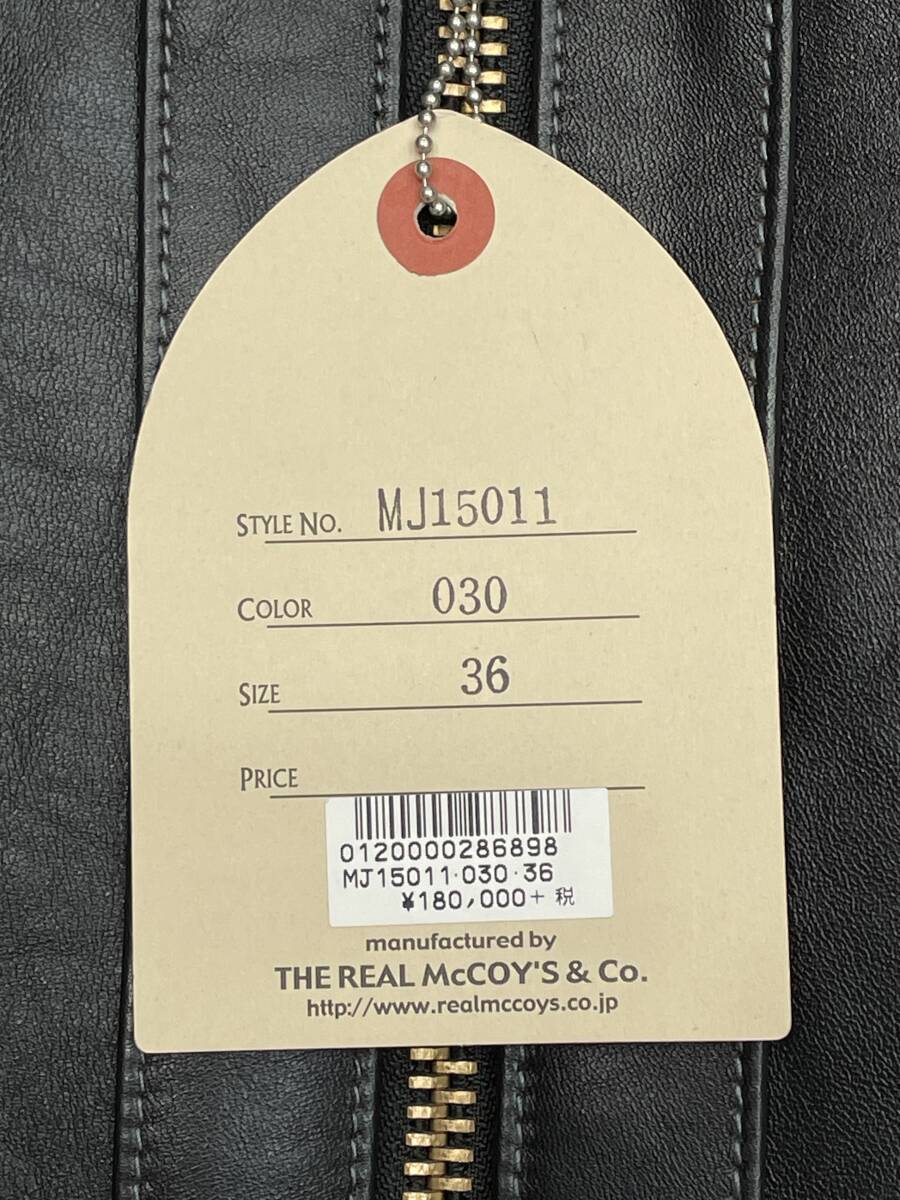 STYLE NO. MJ15011
COLOR 030
SIZE 36
PRICE
0120000286898
MJ15011·030·36
¥180,000+税
manufactured by
THE REAL McCOY'S & Co.
http://www.realmccoys.co.jp